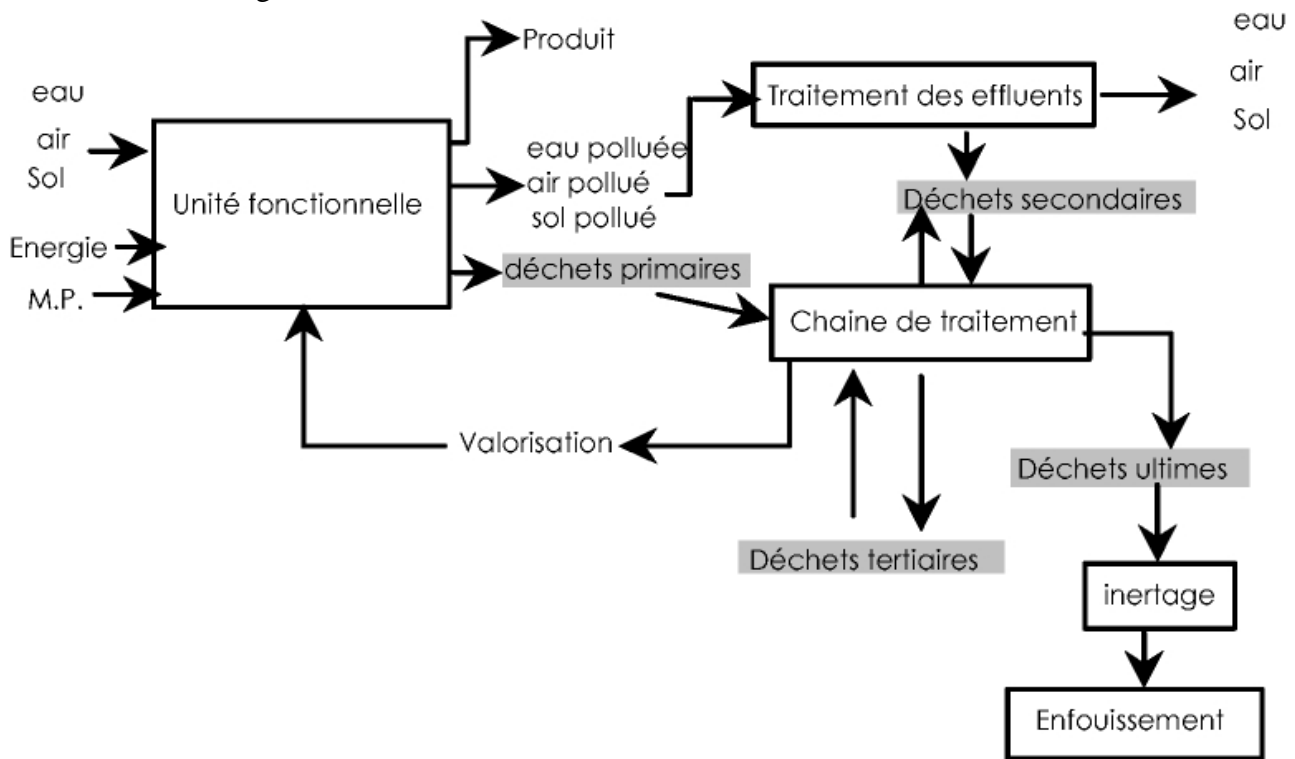 Produit
eau
air
Sol
Energie
M.P.
Unité fonctionnelle
eau polluée
air pollué
sol pollué
déchets primaires
Traitement des effluents
eau
air
Sol
Déchets secondaires
Chaine de traitement
Valorisation
Déchets tertiaires
Déchets ultimes
inertage
Enfouissement